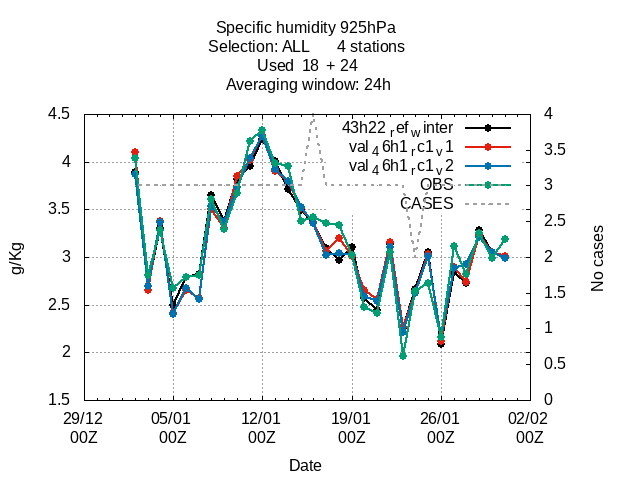 Specific humidity 925hPa
Selection: ALL 4 stations
Used 18 + 24
Averaging window: 24h
43h22refwinter
val46h1rc1v1
val46h1rc1v2
OBS
CASES
4.5
4
3.5
3
2.5
2
1.5
4
3.5
3
2.5
2
1.5
1
0.5
0
g/Kg
No cases
29/12 05/01 12/01 19/01 26/01 02/02
00Z 00Z 00Z 00Z 00Z 00Z
Date